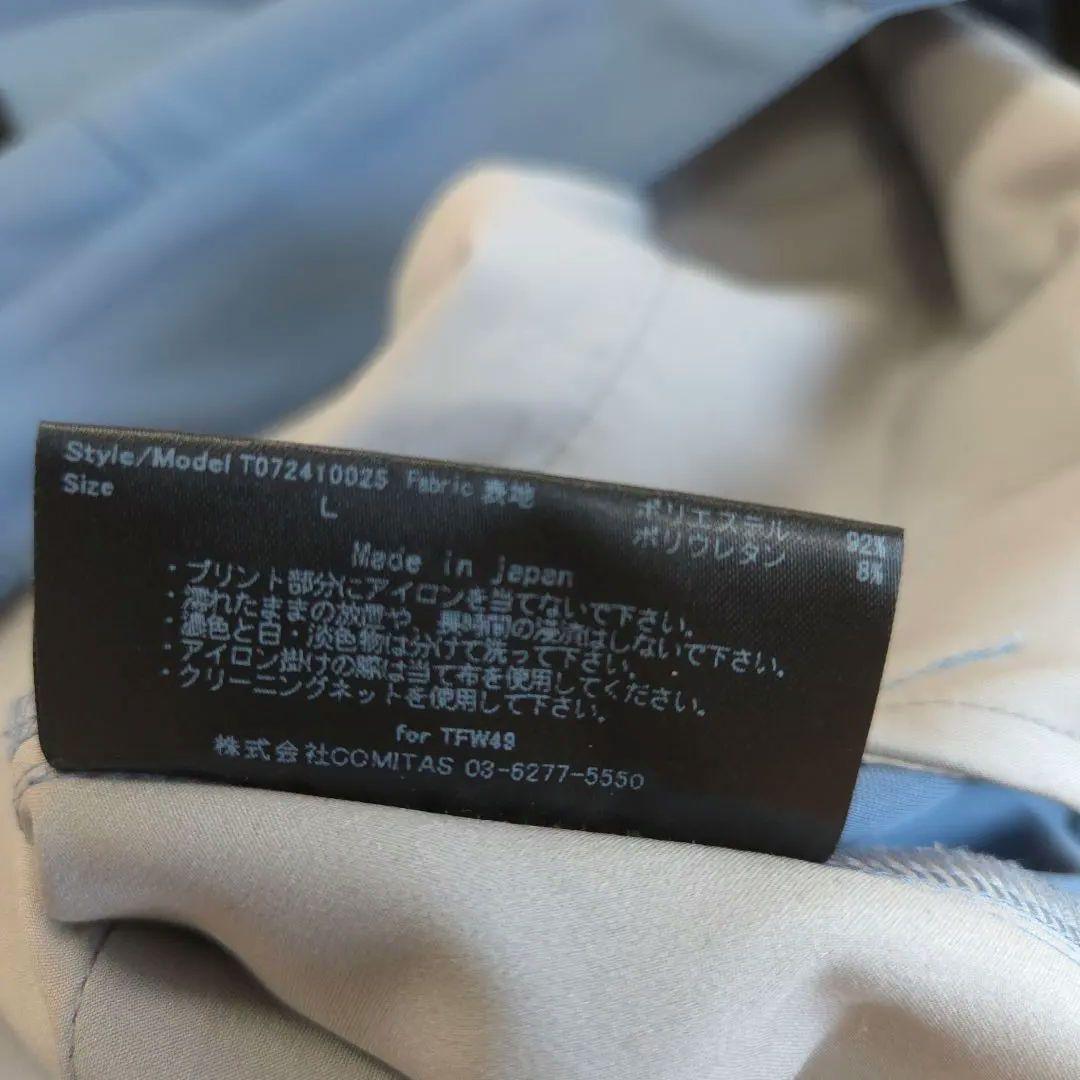 Style/Model T072410025 Fabric 表地 ポリエステル 92%
Size L ポリウレタン 8%
Made in japan
・プリント部分にアイロンを当てないで下さい。
・濡れたままの放置や、長時間の浸漬はしないで下さい。
・濃色と白・淡色物は分けて洗って下さい。
・アイロン掛けの際は当て布を使用してください。
・クリーニングネットを使用して下さい。
for TFW49
株式会社COMITAS 03-6277-5550